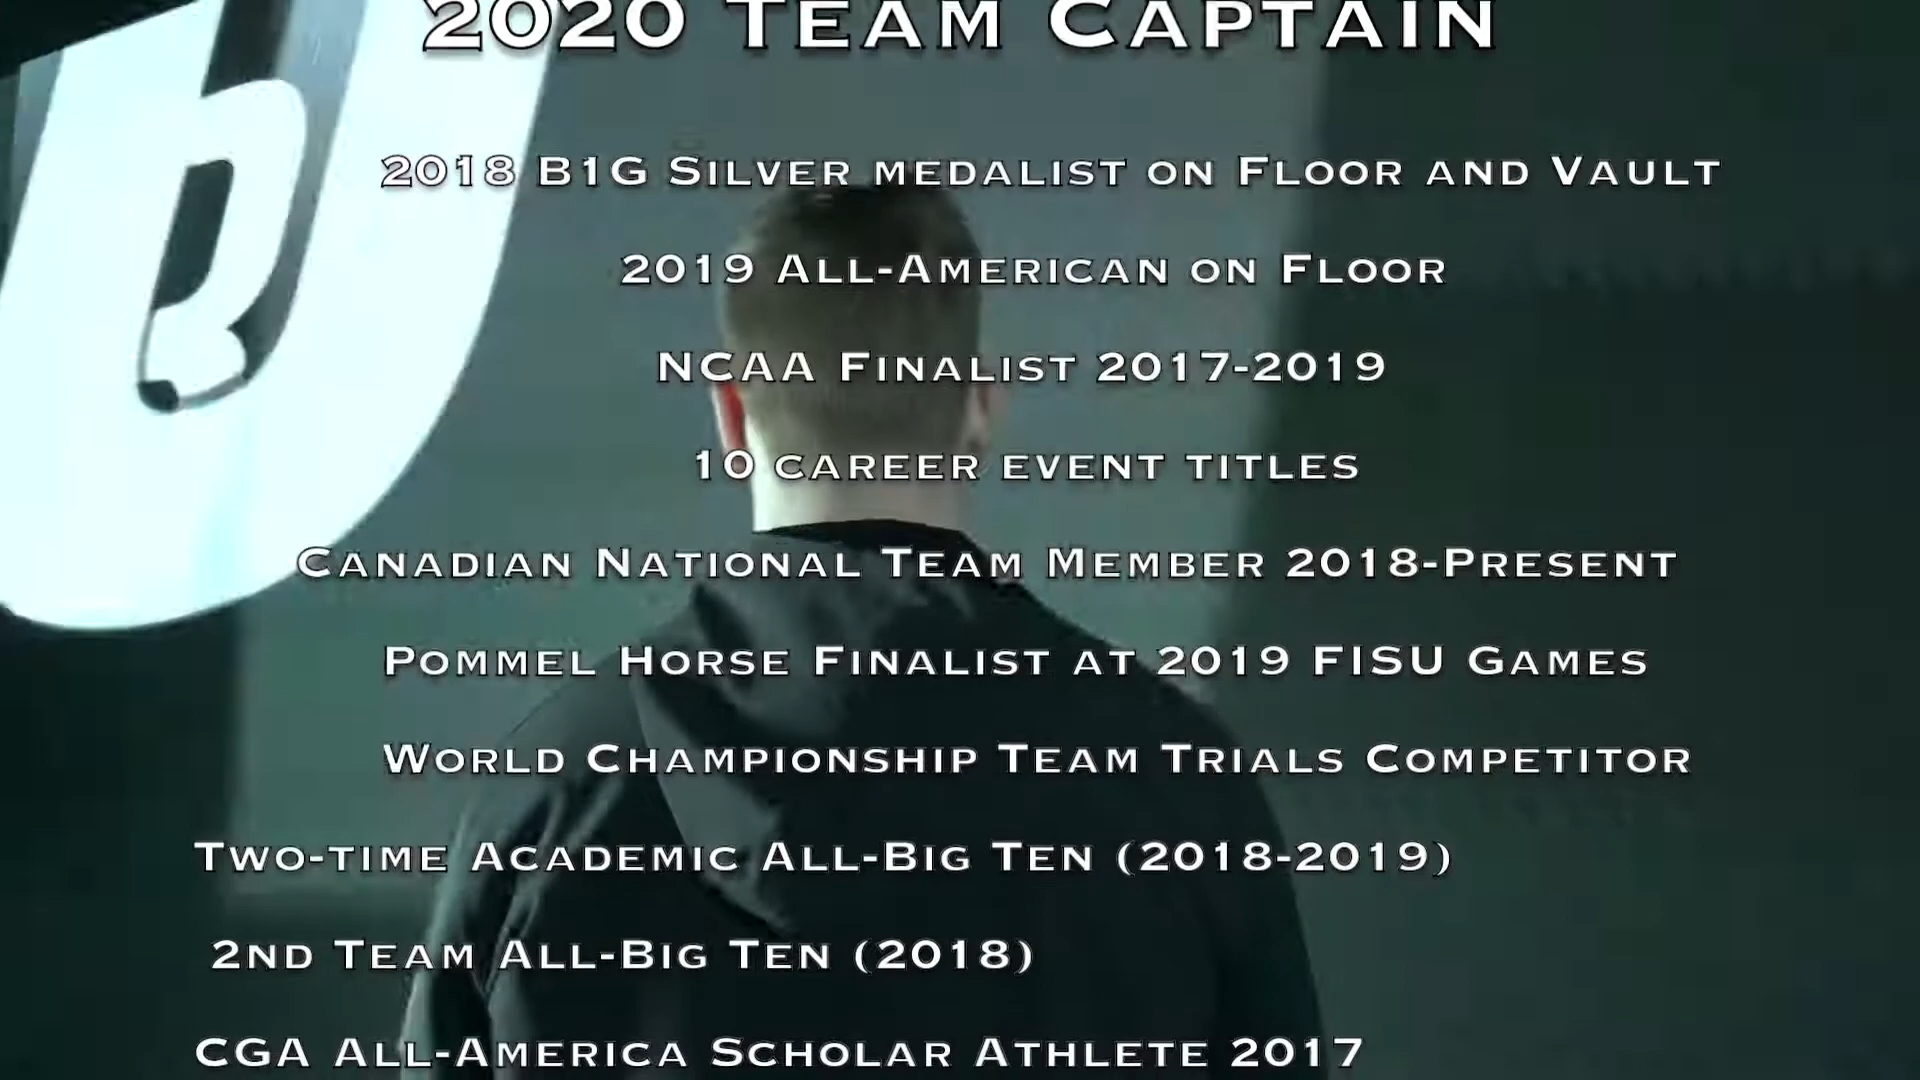 2020 Team Captain
2018 B1G Silver medalist on Floor and Vault
2019 All-American on Floor
NCAA Finalist 2017-2019
10 career event titles
Canadian National Team Member 2018-Present
Pommel Horse Finalist at 2019 FISU Games
World Championship Team Trials Competitor
Two-time Academic All-Big Ten (2018-2019)
2nd Team All-Big Ten (2018)
CGA All-America Scholar Athlete 2017